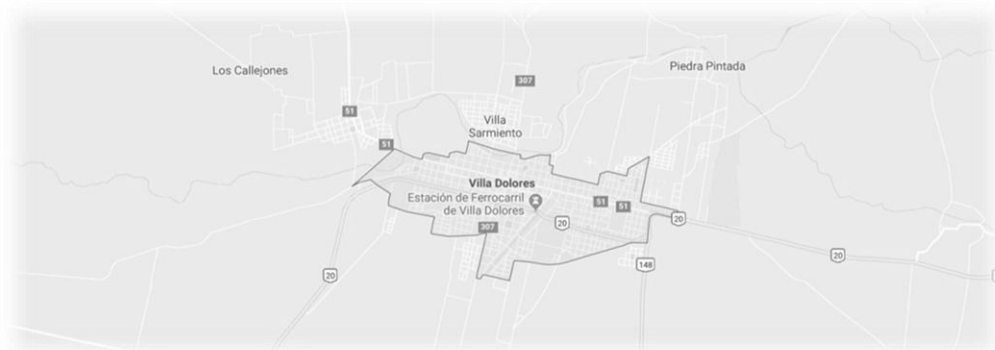 Los Callejones
Piedra Pintada
307
51
Villa
Sarmiento
51
Villa Dolores
Estación de Ferrocarril
de Villa Dolores
51
51
20
20
307
20
148
20